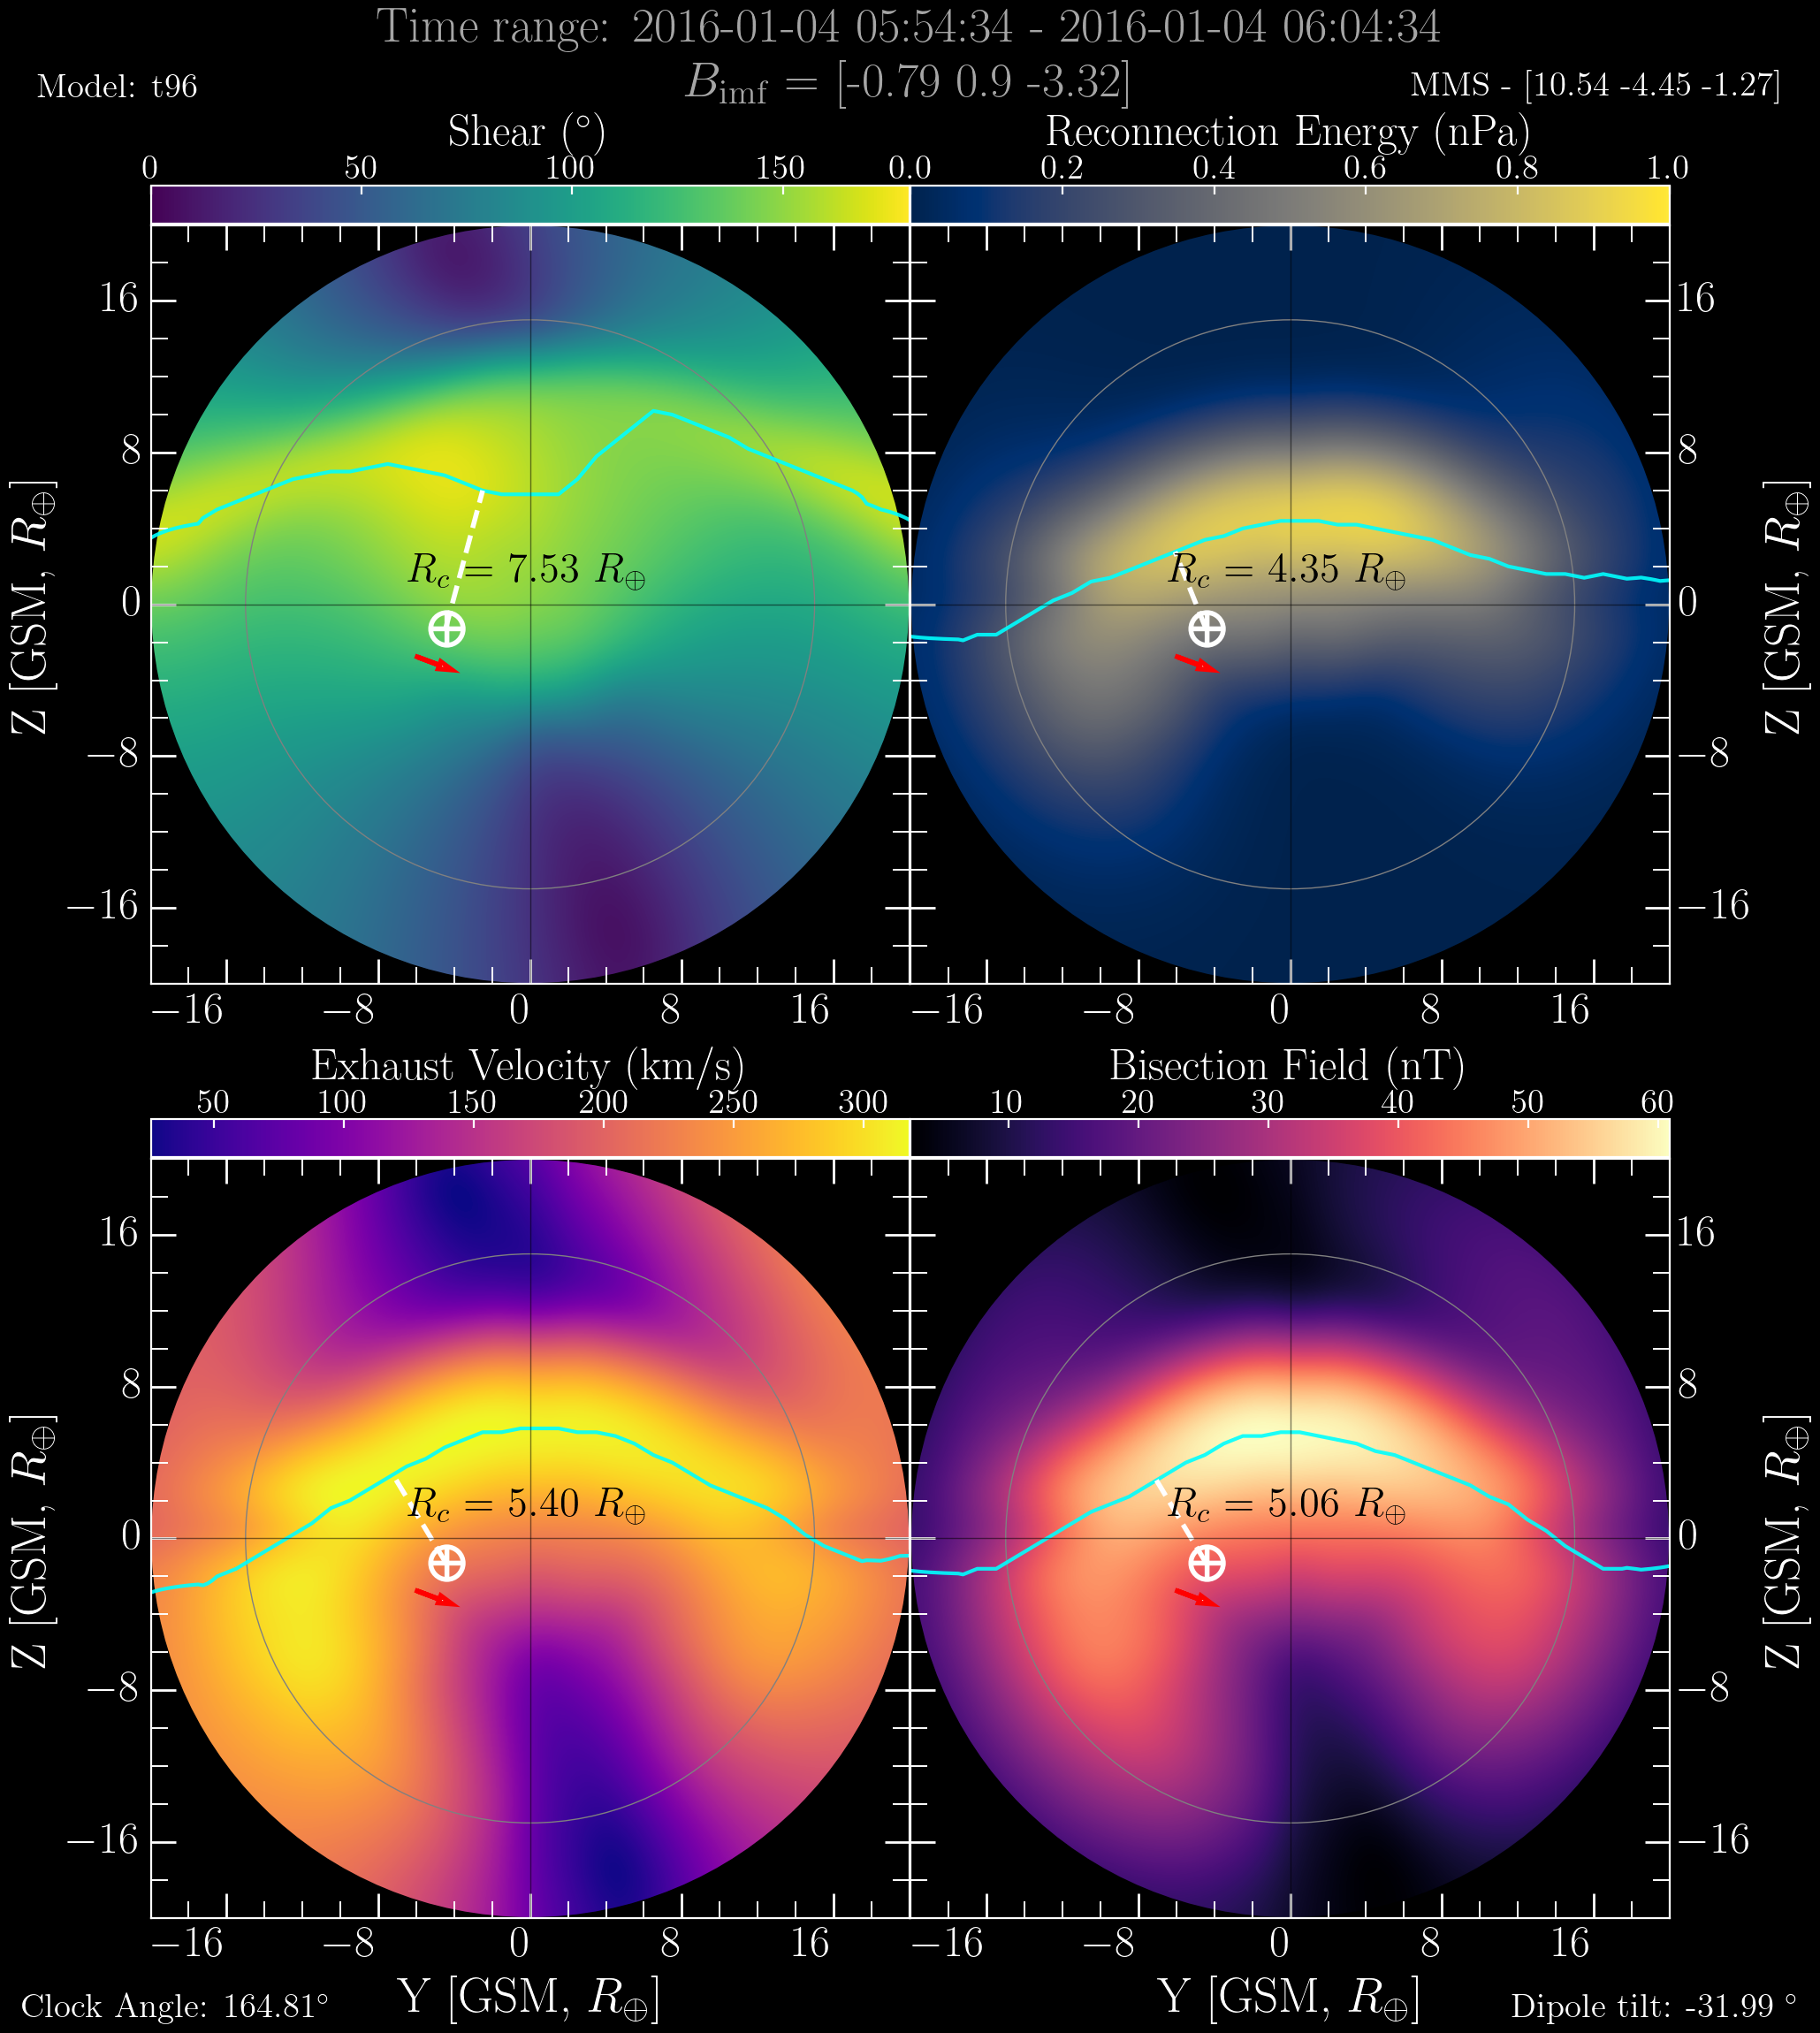 Time range: 2016-01-04 05:54:34 - 2016-01-04 06:04:34
Model: t96
B_imf = [-0.79 0.9 -3.32]
MMS - [10.54 -4.45 -1.27]
Shear (°)
Reconnection Energy (nPa)
0 50 100 150
0.0 0.2 0.4 0.6 0.8 1.0
Z [GSM, R⊕]
16
8
0
−8
−16
R_c = 7.53 R⊕
R_c = 4.35 R⊕
16
8
0
−8
−16
Z [GSM, R⊕]
−16 −8 0 8 16
−16 −8 0 8 16
Exhaust Velocity (km/s)
Bisection Field (nT)
50 100 150 200 250 300
10 20 30 40 50 60
Z [GSM, R⊕]
16
8
0
−8
−16
R_c = 5.40 R⊕
R_c = 5.06 R⊕
16
8
0
−8
−16
Z [GSM, R⊕]
−16 −8 0 8 16
−16 −8 0 8 16
Y [GSM, R⊕]
Y [GSM, R⊕]
Clock Angle: 164.81°
Dipole tilt: -31.99 °